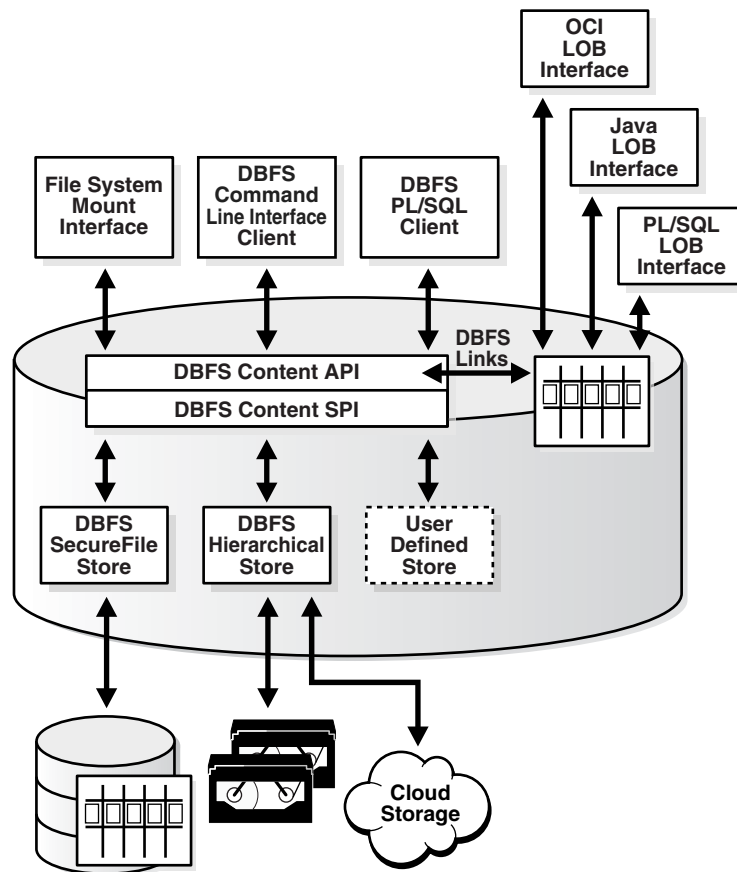 OCI
LOB
Interface
Java
LOB
Interface
PL/SQL
LOB
Interface
File System
Mount
Interface
DBFS
Command
Line Interface
Client
DBFS
PL/SQL
Client
DBFS
Links
DBFS Content API
DBFS Content SPI
DBFS
SecureFile
Store
DBFS
Hierarchical
Store
User
Defined
Store
Cloud
Storage